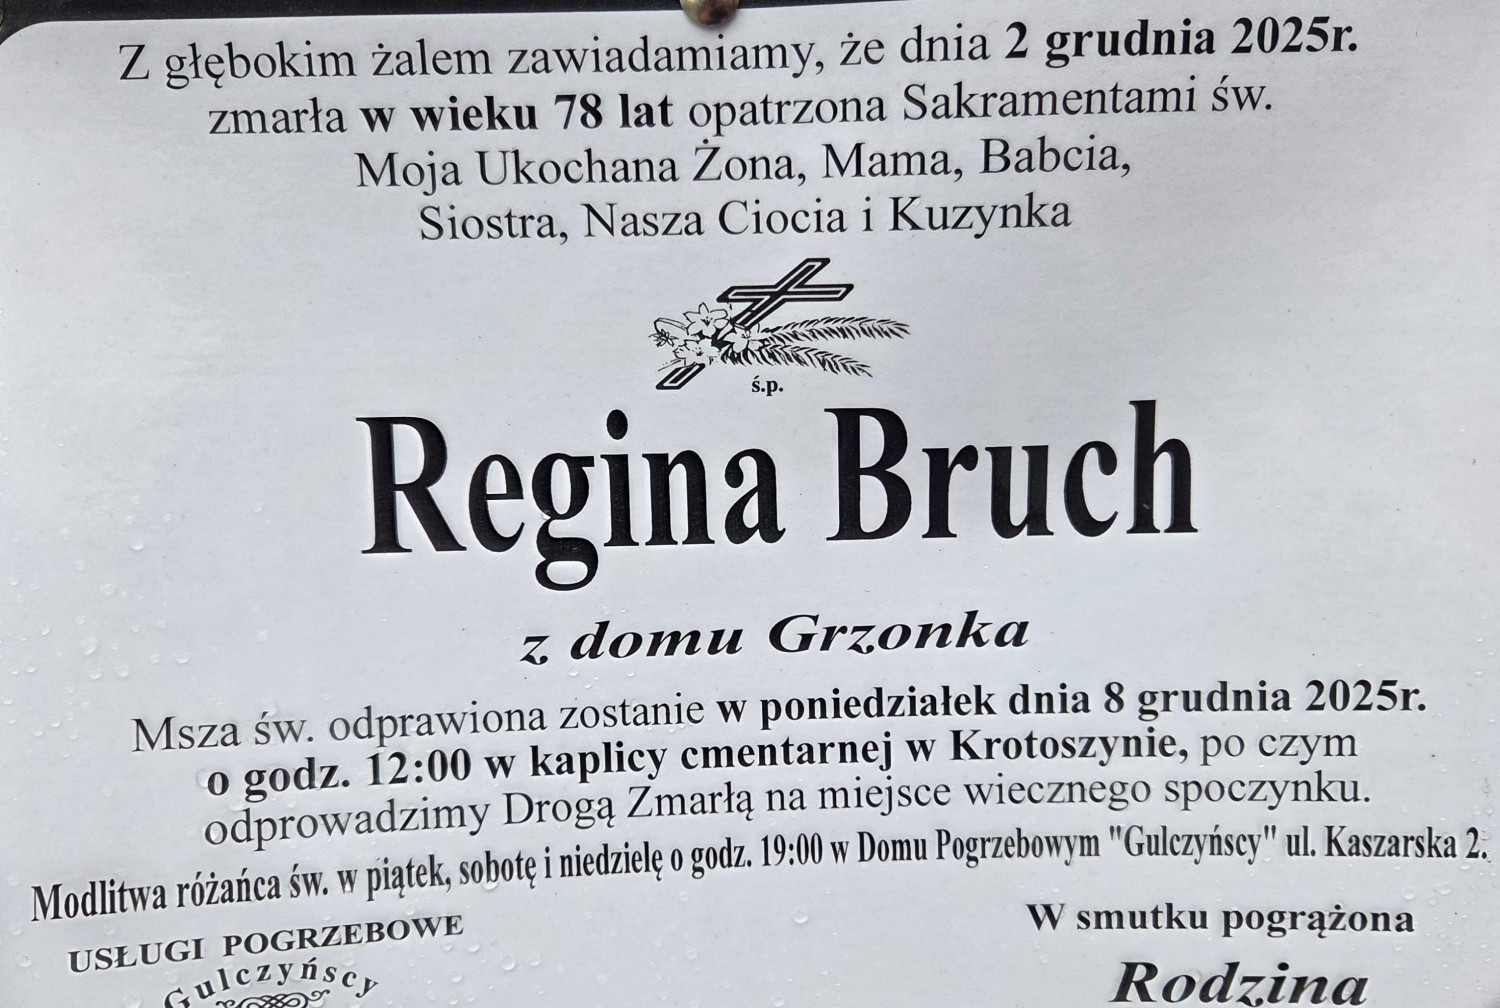 Z głębokim żalem zawiadamiamy, że dnia 2 grudnia 2025r.
zmarła w wieku 78 lat opatrzona Sakramentami św.
Moja Ukochana Żona, Mama, Babcia,
Siostra, Nasza Ciocia i Kuzynka
ś.p.
Regina Bruch
z domu Grzonka
Msza św. odprawiona zostanie w poniedziałek dnia 8 grudnia 2025r.
o godz. 12:00 w kaplicy cmentarnej w Krotoszynie, po czym
odprowadzimy Drogą Zmarłą na miejsce wiecznego spoczynku.
Modlitwa różańca św. w piątek, sobotę i niedzielę o godz. 19:00 w Domu Pogrzebowym "Gulczyńscy" ul. Kaszarska 2.
USŁUGI POGRZEBOWE
Gulczyńscy
W smutku pogrążona
Rodzina